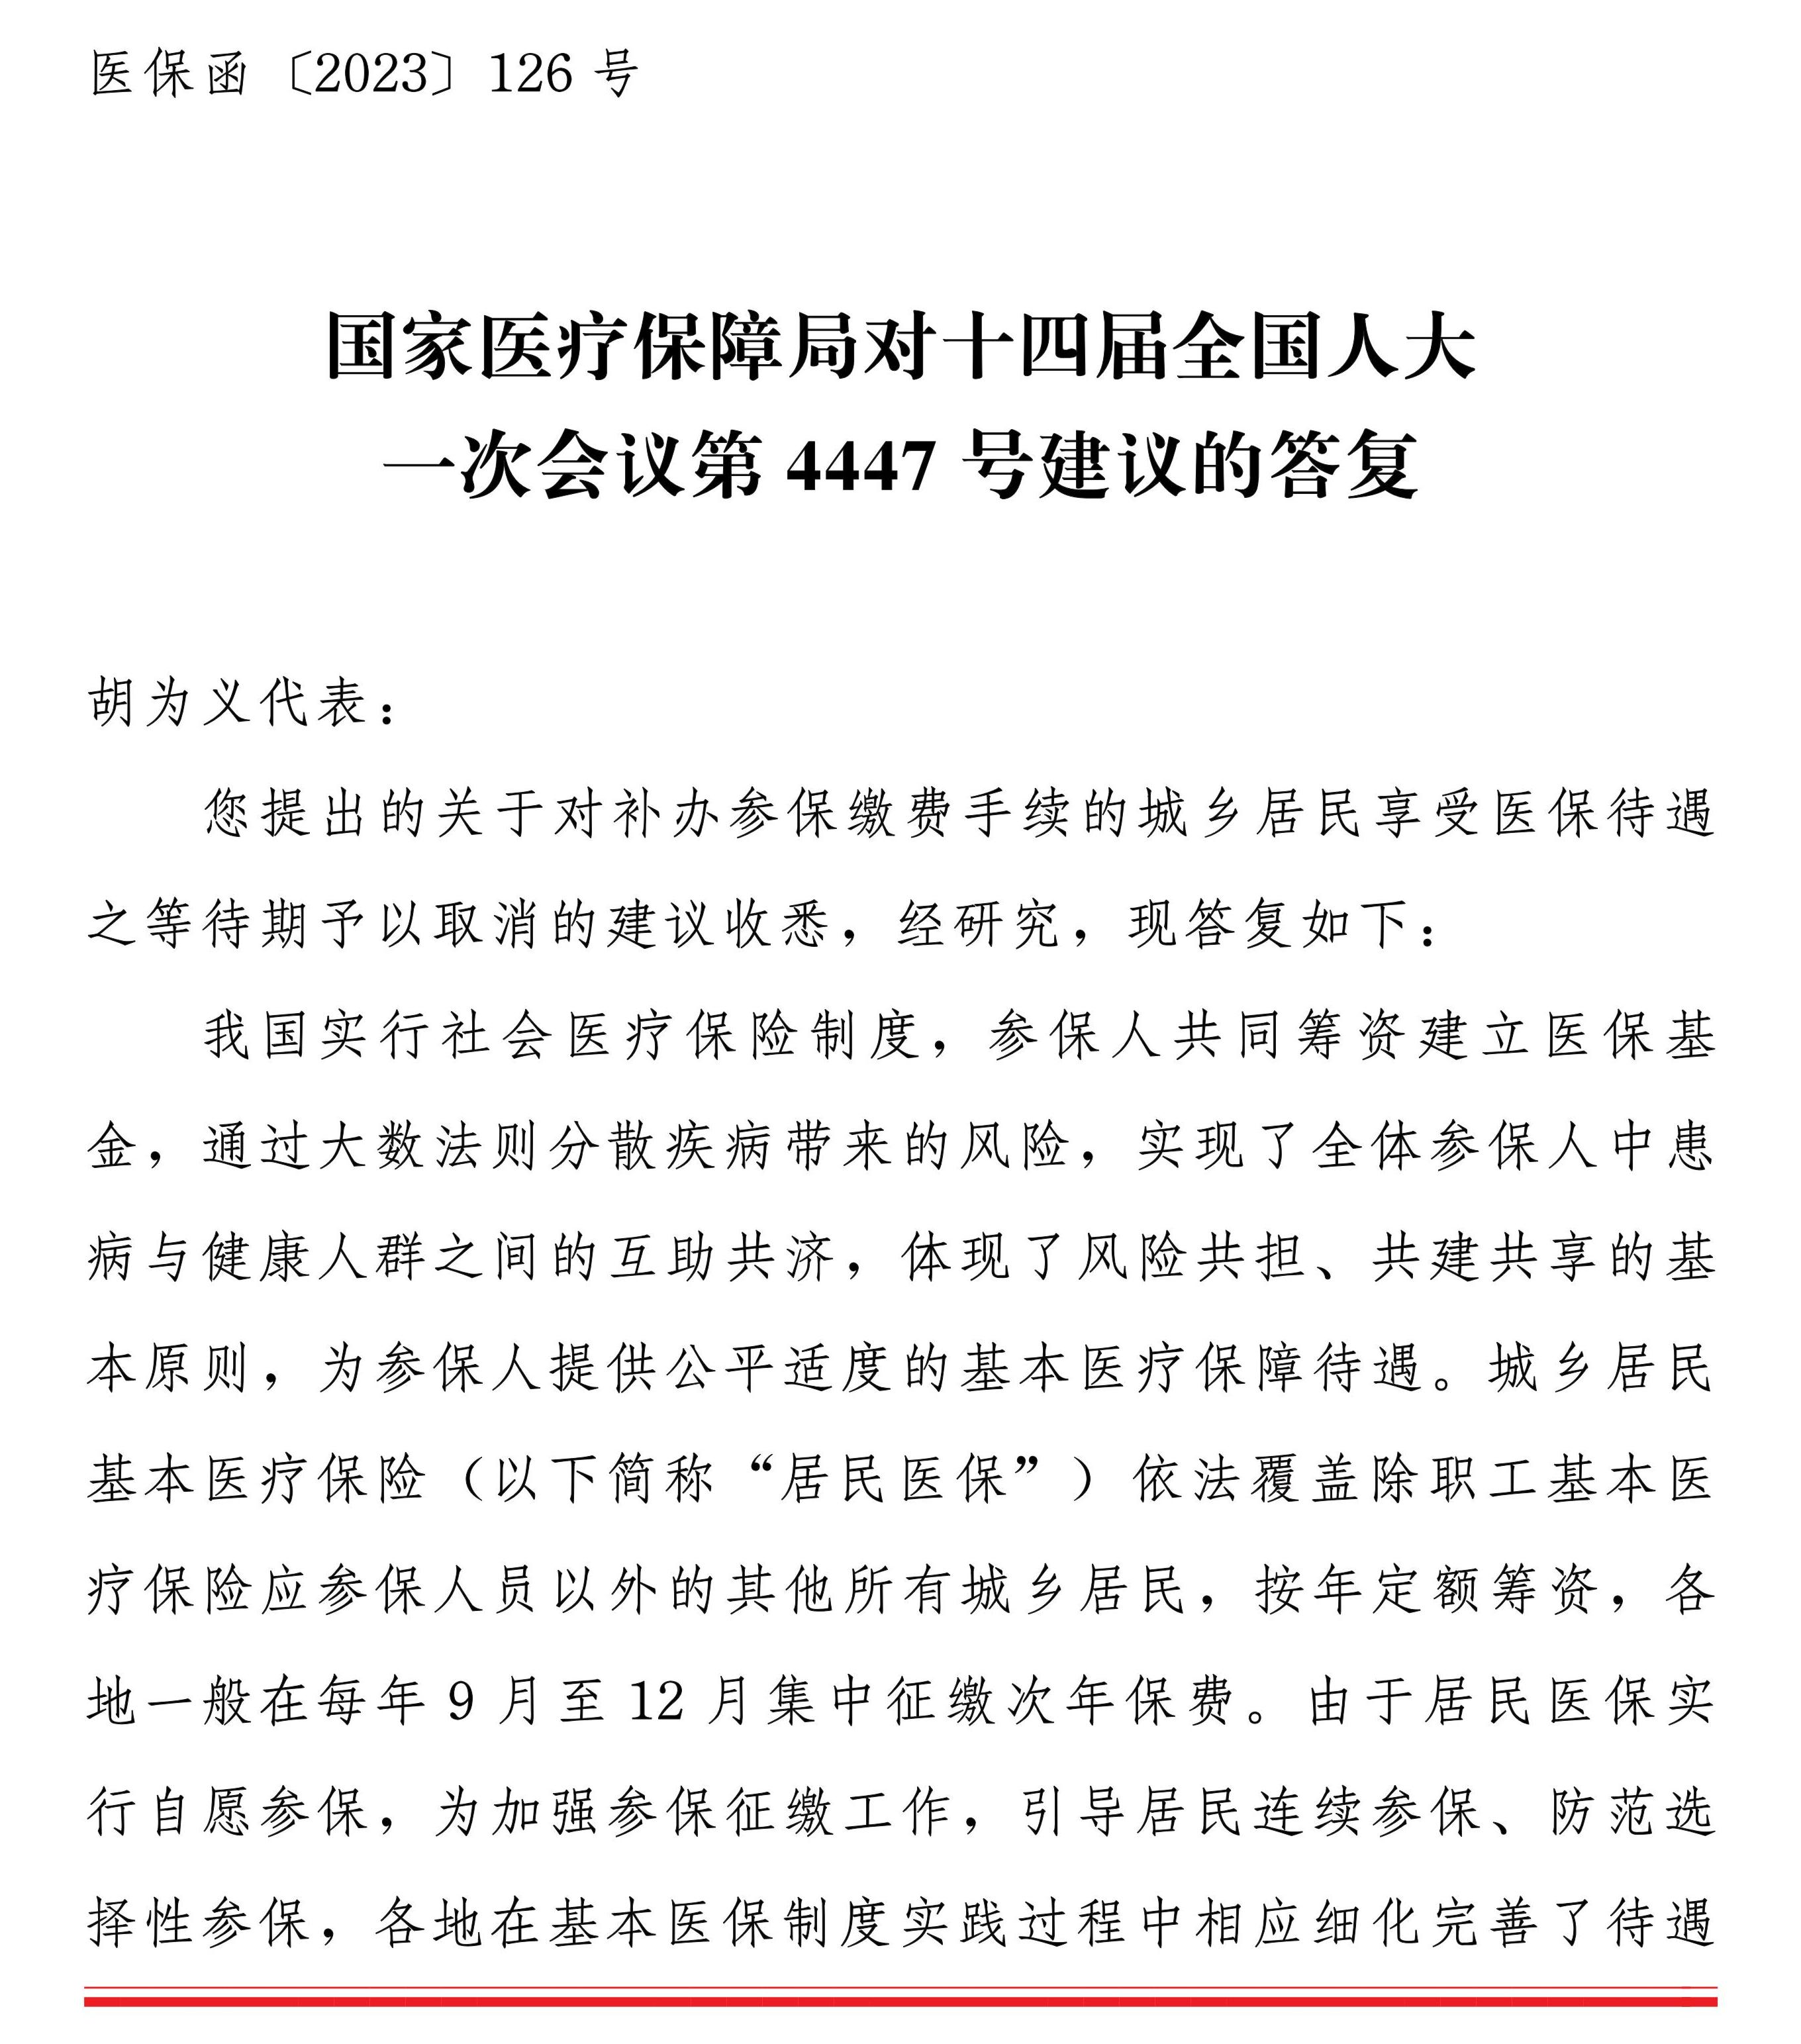 医保函〔2023〕126 号
国家医疗保障局对十四届全国人大
一次会议第 4447 号建议的答复
胡为义代表：
您提出的关于对补办参保缴费手续的城乡居民享受医保待遇
之等待期予以取消的建议收悉，经研究，现答复如下：
我国实行社会医疗保险制度，参保人共同筹资建立医保基
金，通过大数法则分散疾病带来的风险，实现了全体参保人中患
病与健康人群之间的互助共济，体现了风险共担、共建共享的基
本原则，为参保人提供公平适度的基本医疗保障待遇。城乡居民
基本医疗保险（以下简称“居民医保”）依法覆盖除职工基本医
疗保险应参保人员以外的其他所有城乡居民，按年定额筹资，各
地一般在每年 9 月至 12 月集中征缴次年保费。由于居民医保实
行自愿参保，为加强参保征缴工作，引导居民连续参保、防范选
择性参保，各地在基本医保制度实践过程中相应细化完善了待遇